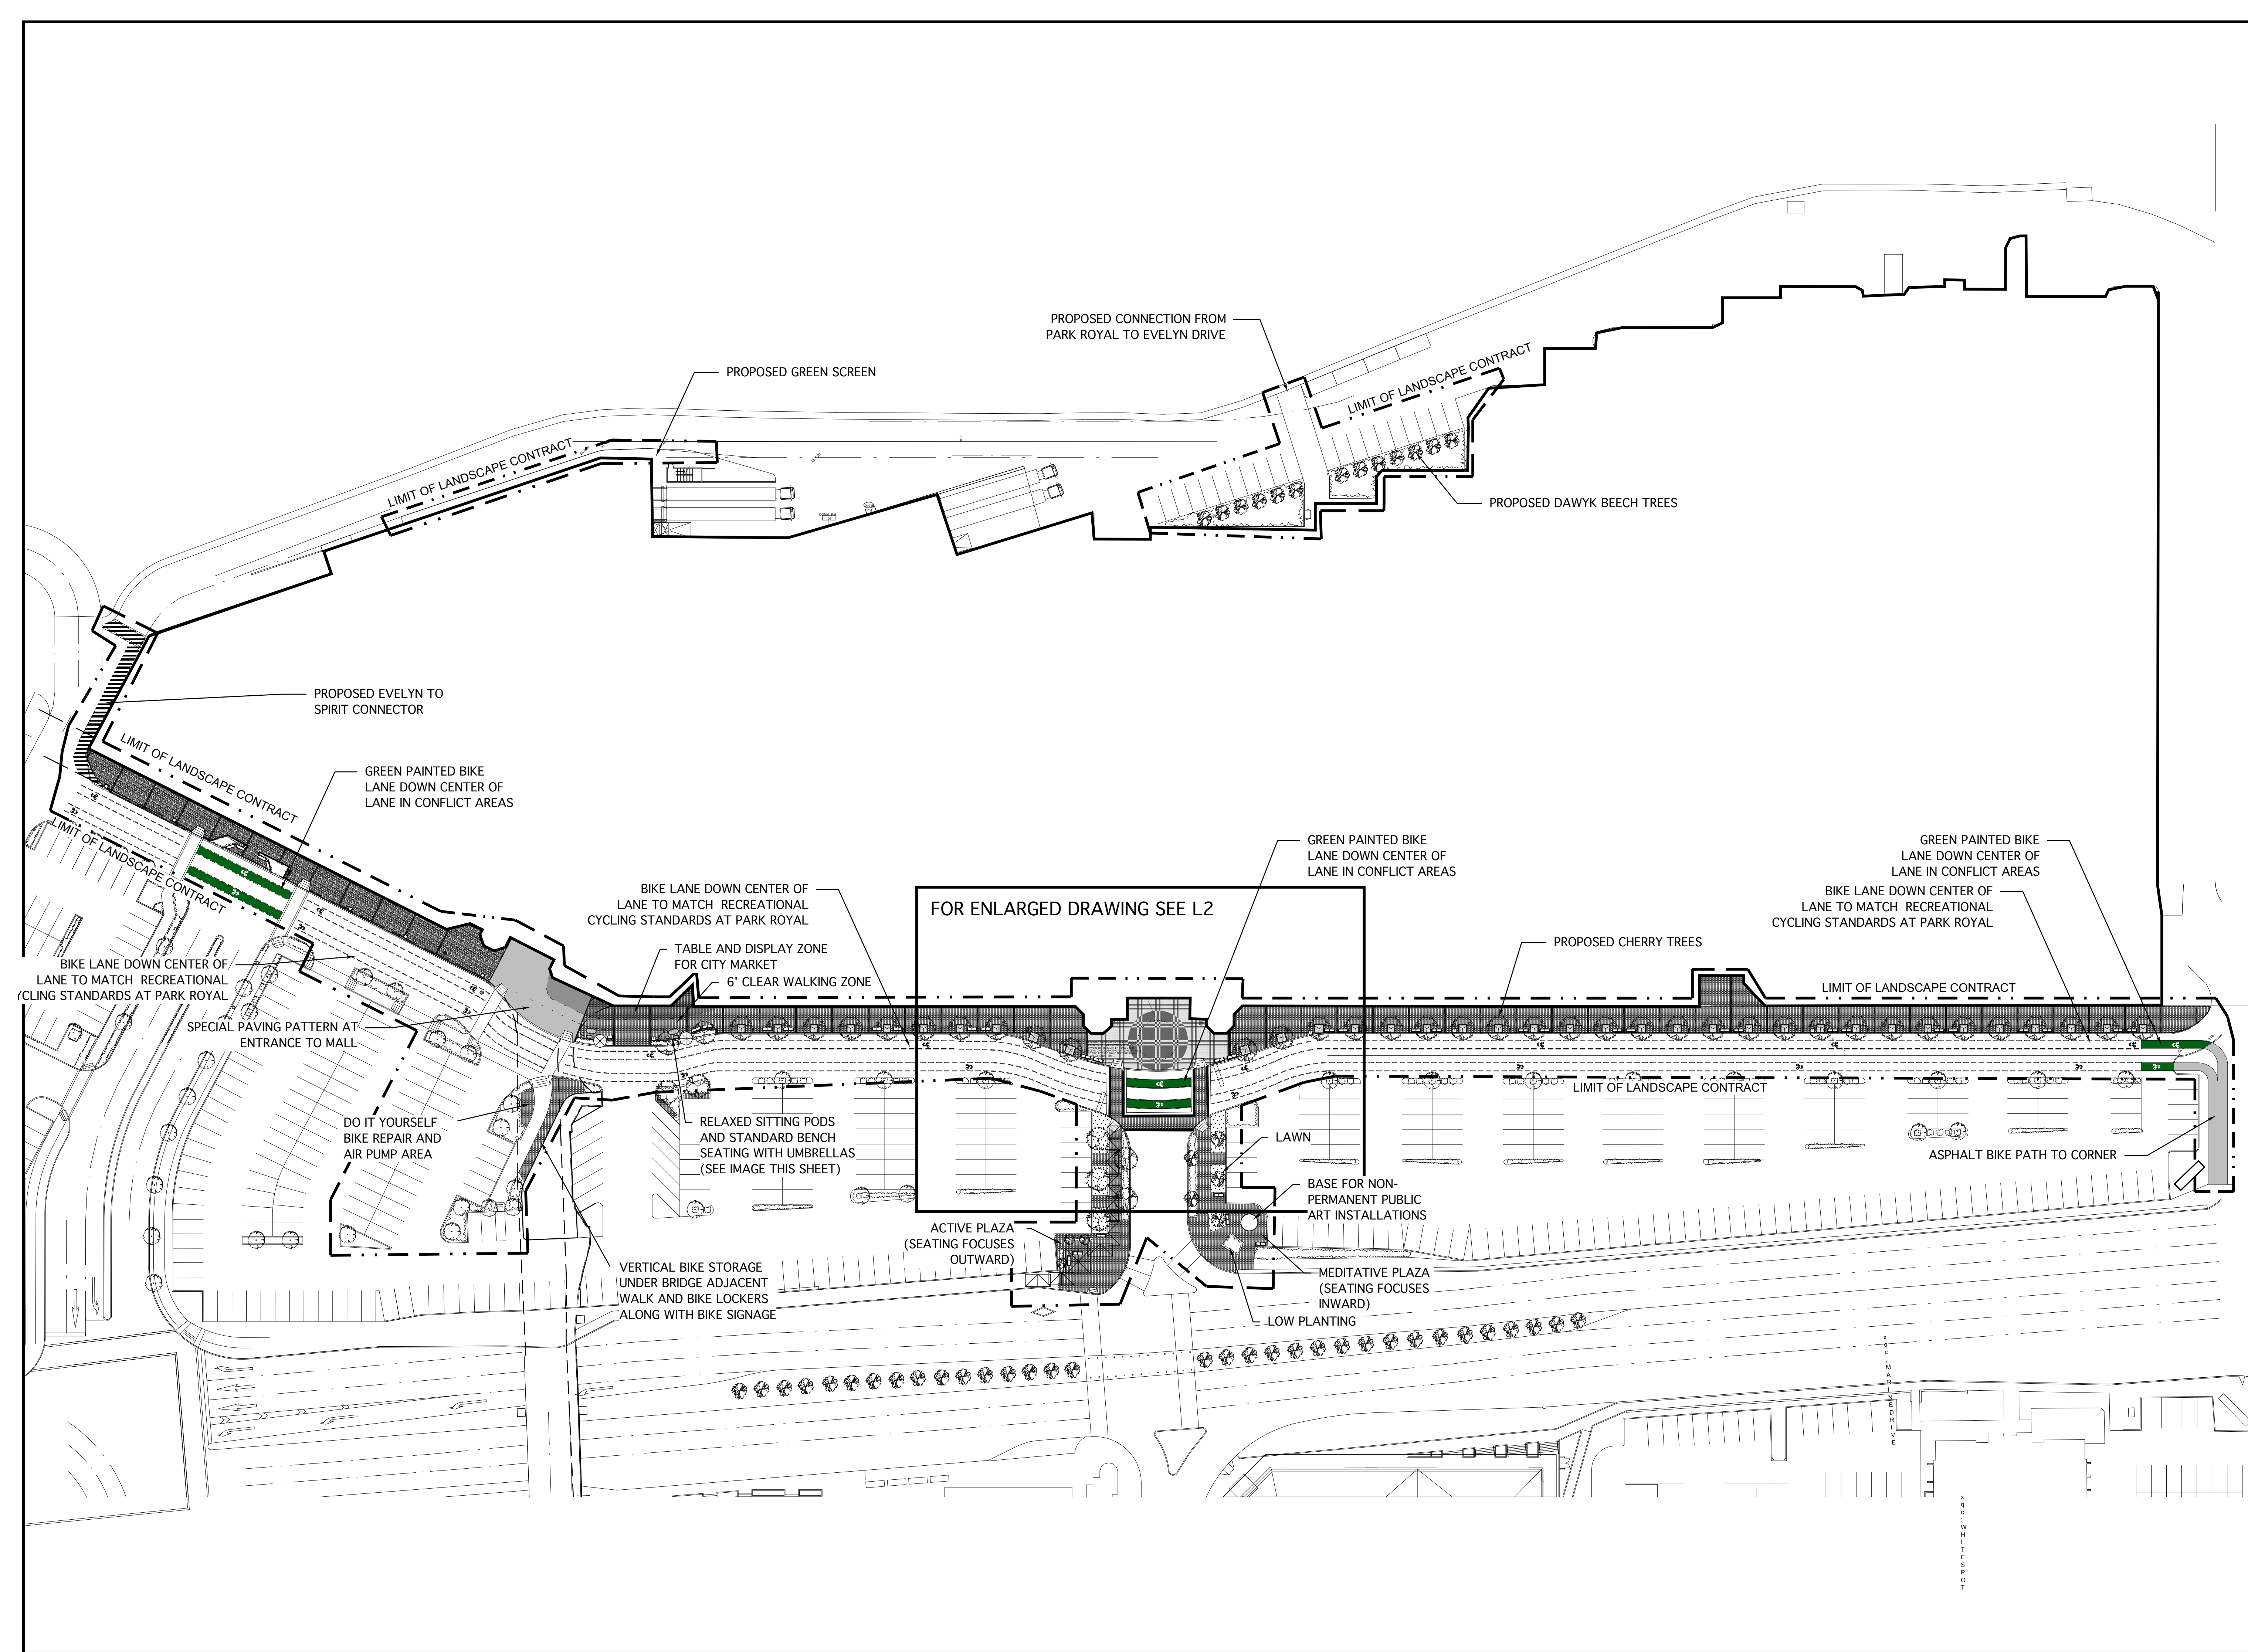 PROPOSED CONNECTION FROM
PARK ROYAL TO EVELYN DRIVE
PROPOSED GREEN SCREEN
LIMIT OF LANDSCAPE CONTRACT
LIMIT OF LANDSCAPE CONTRACT
PROPOSED DAWYK BEECH TREES
PROPOSED EVELYN TO
SPIRIT CONNECTOR
LIMIT OF LANDSCAPE CONTRACT
GREEN PAINTED BIKE
LANE DOWN CENTER OF
LANE IN CONFLICT AREAS
LIMIT OF LANDSCAPE CONTRACT
GREEN PAINTED BIKE
LANE DOWN CENTER OF
LANE IN CONFLICT AREAS
GREEN PAINTED BIKE
LANE DOWN CENTER OF
LANE IN CONFLICT AREAS
BIKE LANE DOWN CENTER OF
LANE TO MATCH RECREATIONAL
CYCLING STANDARDS AT PARK ROYAL
BIKE LANE DOWN CENTER OF
LANE TO MATCH RECREATIONAL
CYCLING STANDARDS AT PARK ROYAL
FOR ENLARGED DRAWING SEE L2
TABLE AND DISPLAY ZONE
FOR CITY MARKET
6' CLEAR WALKING ZONE
PROPOSED CHERRY TREES
BIKE LANE DOWN CENTER OF
LANE TO MATCH RECREATIONAL
YCLING STANDARDS AT PARK ROYAL
LIMIT OF LANDSCAPE CONTRACT
SPECIAL PAVING PATTERN AT
ENTRANCE TO MALL
LIMIT OF LANDSCAPE CONTRACT
DO IT YOURSELF
BIKE REPAIR AND
AIR PUMP AREA
RELAXED SITTING PODS
AND STANDARD BENCH
SEATING WITH UMBRELLAS
(SEE IMAGE THIS SHEET)
LAWN
ASPHALT BIKE PATH TO CORNER
BASE FOR NON-
PERMANENT PUBLIC
ART INSTALLATIONS
ACTIVE PLAZA
(SEATING FOCUSES
OUTWARD)
VERTICAL BIKE STORAGE
UNDER BRIDGE ADJACENT
WALK AND BIKE LOCKERS
ALONG WITH BIKE SIGNAGE
MEDITATIVE PLAZA
(SEATING FOCUSES
INWARD)
LOW PLANTING
xqc:MARINEDRIVE
xqc:WHITESPOT